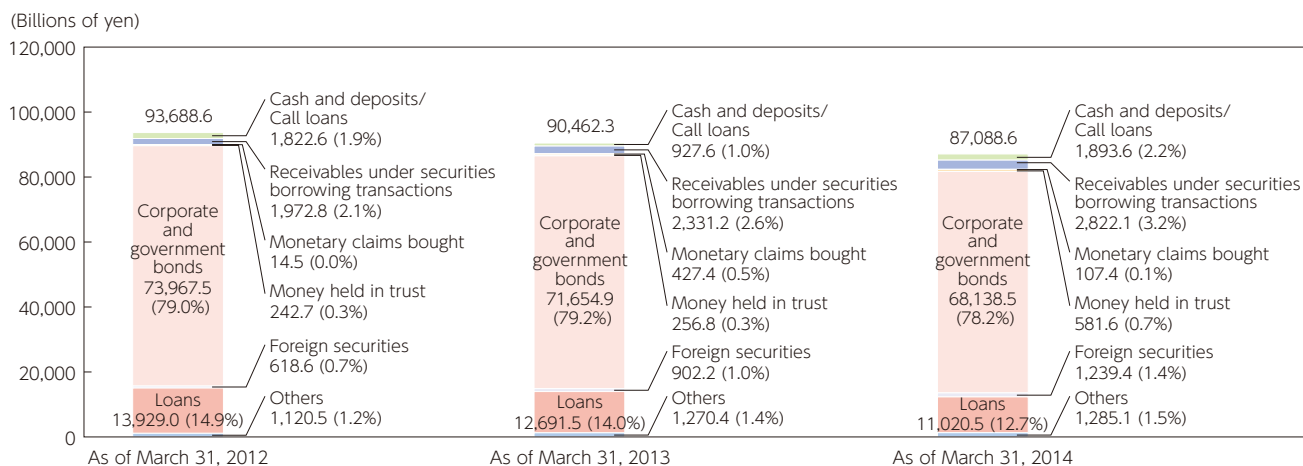 (Billions of yen)
120,000
100,000
80,000
60,000
40,000
20,000
0
93,688.6
Cash and deposits/
Call loans
1,822.6 (1.9%)
Receivables under securities
borrowing transactions
1,972.8 (2.1%)
Monetary claims bought
14.5 (0.0%)
Money held in trust
242.7 (0.3%)
Corporate
and
government
bonds
73,967.5
(79.0%)
Foreign securities
618.6 (0.7%)
Loans
13,929.0 (14.9%)
Others
1,120.5 (1.2%)
As of March 31, 2012
90,462.3
Cash and deposits/
Call loans
927.6 (1.0%)
Receivables under securities
borrowing transactions
2,331.2 (2.6%)
Monetary claims bought
427.4 (0.5%)
Money held in trust
256.8 (0.3%)
Corporate
and
government
bonds
71,654.9
(79.2%)
Foreign securities
902.2 (1.0%)
Loans
12,691.5 (14.0%)
Others
1,270.4 (1.4%)
As of March 31, 2013
87,088.6
Cash and deposits/
Call loans
1,893.6 (2.2%)
Receivables under securities
borrowing transactions
2,822.1 (3.2%)
Monetary claims bought
107.4 (0.1%)
Money held in trust
581.6 (0.7%)
Corporate
and
government
bonds
68,138.5
(78.2%)
Foreign securities
1,239.4 (1.4%)
Loans
11,020.5 (12.7%)
Others
1,285.1 (1.5%)
As of March 31, 2014